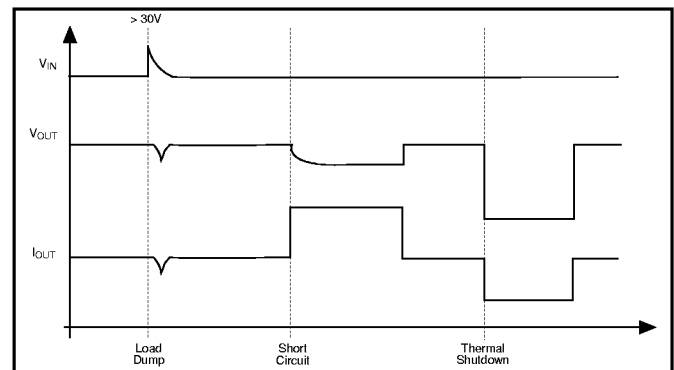 > 30V
VIN
VOUT
IOUT
Load
Dump
Short
Circuit
Thermal
Shutdown